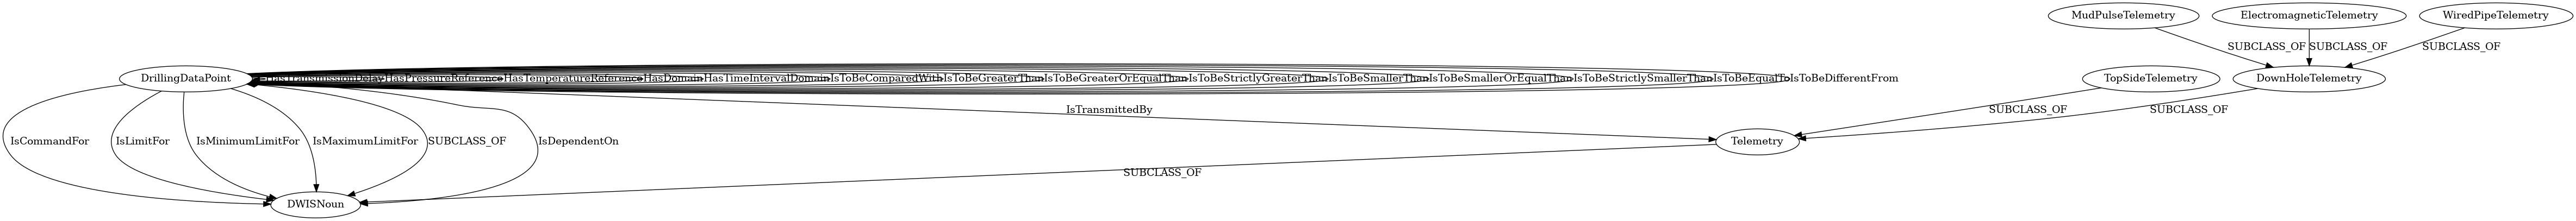 MudPulseTelemetry
ElectromagneticTelemetry
WiredPipeTelemetry
SUBCLASS_OF
SUBCLASS_OF
SUBCLASS_OF
DrillingDataPoint
HasTransmissionDelay
HasPressureReference
HasTemperatureReference
HasDomain
HasTimeIntervalDomain
IsToBeComparedWith
IsToBeGreaterThan
IsToBeGreaterOrEqualThan
IsToBeStrictlyGreaterThan
IsToBeSmallerThan
IsToBeSmallerOrEqualThan
IsToBeStrictlySmallerThan
IsToBeEqualTo
IsToBeDifferentFrom
TopSideTelemetry
DownHoleTelemetry
IsTransmittedBy
SUBCLASS_OF
SUBCLASS_OF
IsCommandFor
IsLimitFor
IsMinimumLimitFor
IsMaximumLimitFor
SUBCLASS_OF
IsDependentOn
Telemetry
SUBCLASS_OF
DWISNoun